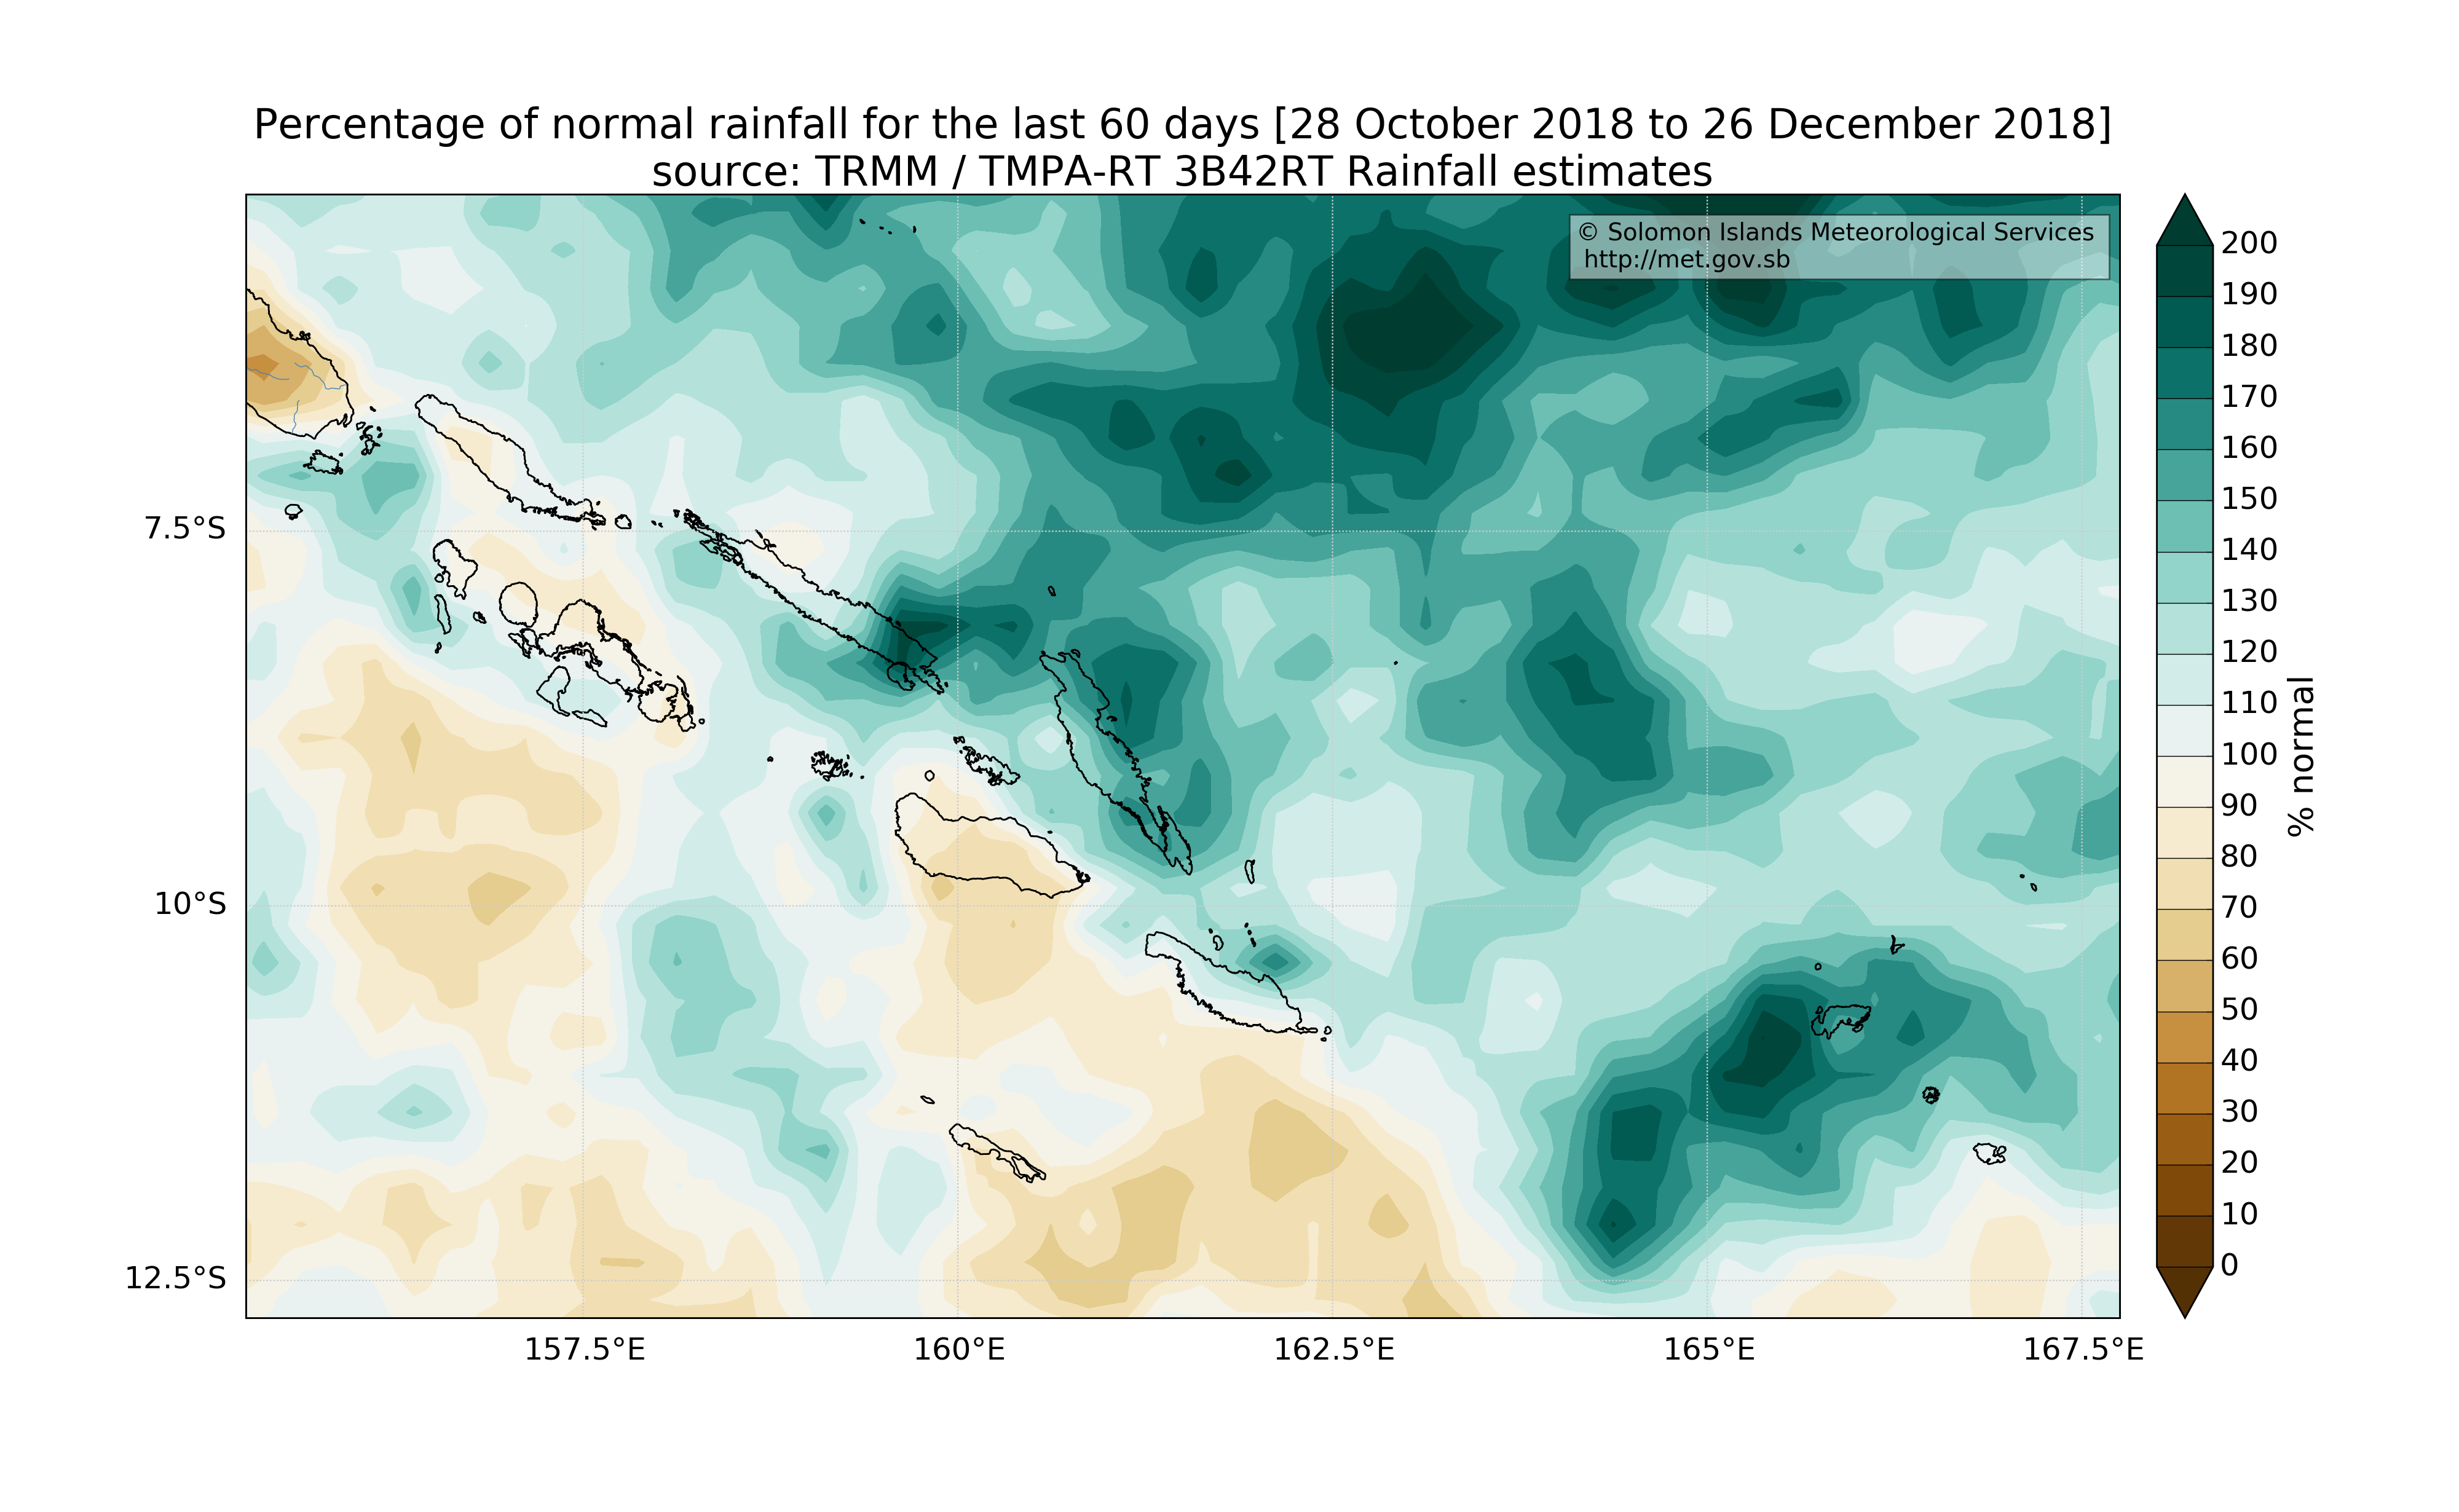 Percentage of normal rainfall for the last 60 days [28 October 2018 to 26 December 2018]
source: TRMM / TMPA-RT 3B42RT Rainfall estimates
© Solomon Islands Meteorological Services
http://met.gov.sb
7.5°S
10°S
12.5°S
157.5°E
160°E
162.5°E
165°E
167.5°E
200
190
180
170
160
150
140
130
120
110
100
90
80
70
60
50
40
30
20
10
0
% normal